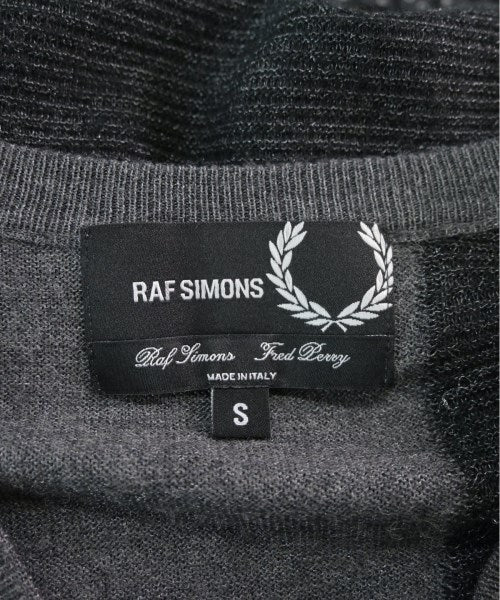 RAF SIMONS
Raf Simons Fred Perry
MADE IN ITALY
S